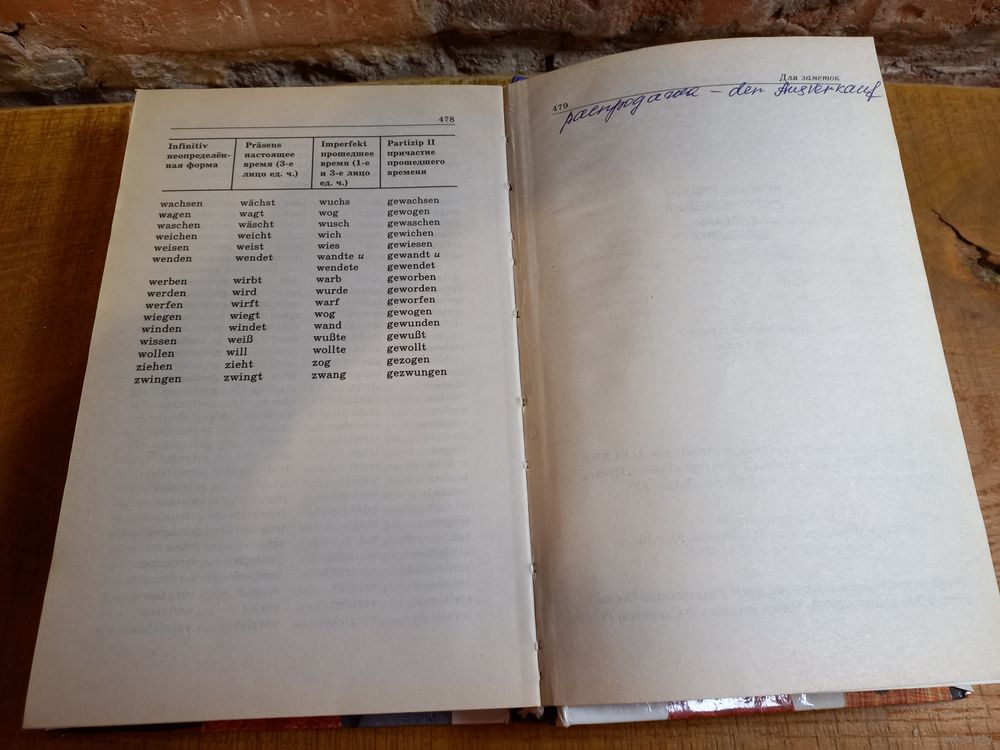 478
Infinitiv Präsens Imperfekt Partizip II
неопределён- настоящее прошедшее причастие
ная форма время (3-е время (1-е прошедшего
лицо ед. ч.) и 3-е лицо времени
ед. ч.)
wachsen wächst wuchs gewachsen
wagen wagt wog gewogen
waschen wäscht wusch gewaschen
weichen weicht wich gewichen
weisen weist wies gewiesen
wenden wendet wandte и gewandt и
wendete gewendet
werben wirbt warb geworben
werden wird wurde geworden
werfen wirft warf geworfen
wiegen wiegt wog gewogen
winden windet wand gewunden
wissen weiß wußte gewußt
wollen will wollte gewollt
ziehen zieht zog gezogen
zwingen zwingt zwang gezwungen
Для заметок
479
распродажа – der Ausverkauf